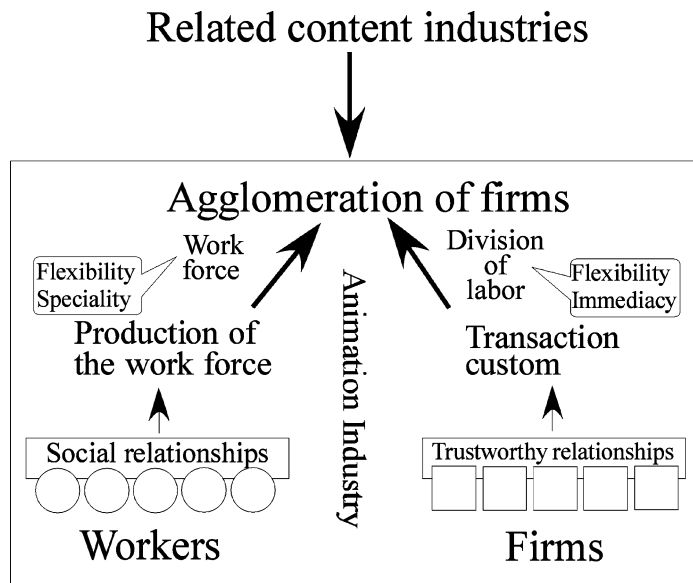 Related content industries
Agglomeration of firms
Work
force
Flexibility
Speciality
Division
of
labor
Flexibility
Immediacy
Animation Industry
Production of
the work force
Transaction
custom
Social relationships
Trustworthy relationships
Workers
Firms